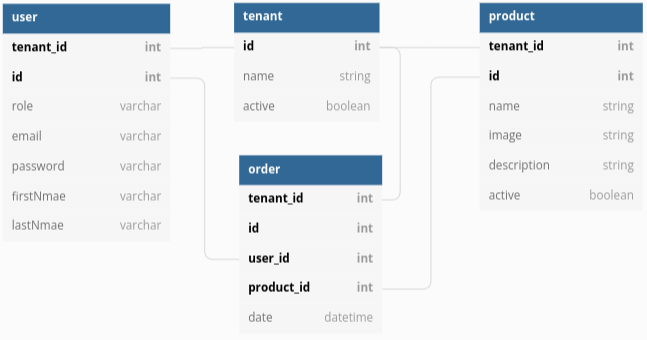 user
tenant_id int
id int
role varchar
email varchar
password varchar
firstNmae varchar
lastNmae varchar
tenant
id int
name string
active boolean
order
tenant_id int
id int
user_id int
product_id int
date datetime
product
tenant_id int
id int
name string
image string
description string
active boolean